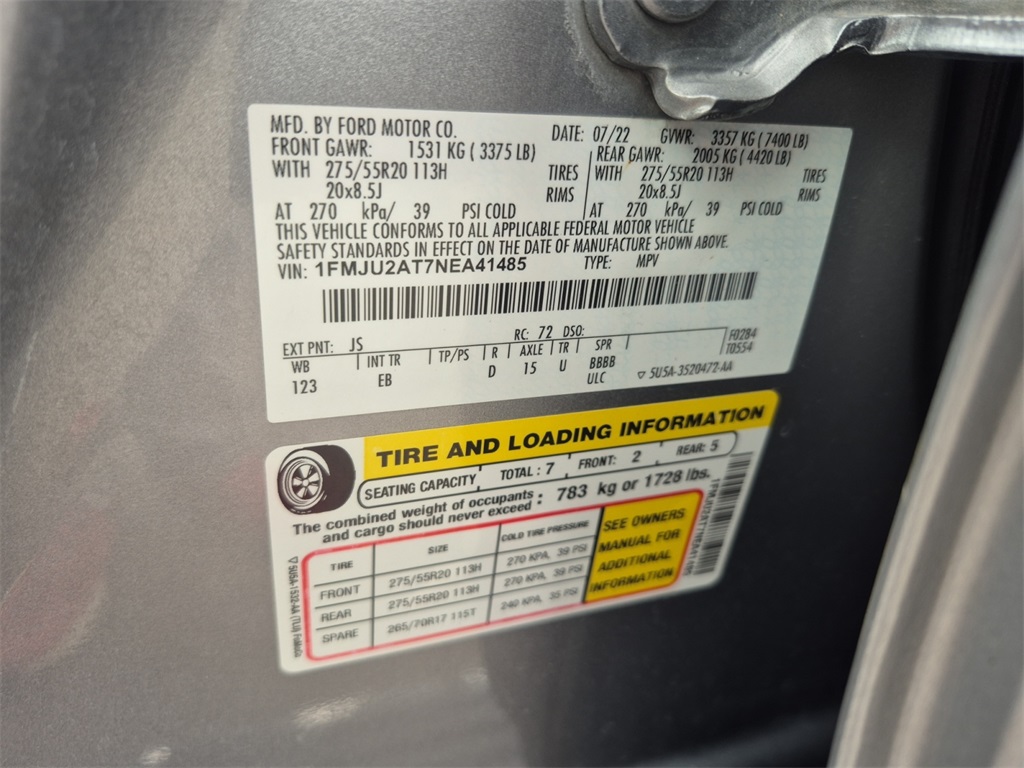 MFD. BY FORD MOTOR CO. DATE: 07/22 GVWR: 3357 KG ( 7400 LB)
FRONT GAWR: 1531 KG ( 3375 LB) REAR GAWR: 2005 KG ( 4420 LB)
WITH 275/55R20 113H TIRES WITH 275/55R20 113H TIRES
20x8.5J RIMS 20x8.5J RIMS
AT 270 kPa/ 39 PSI COLD AT 270 kPa/ 39 PSI COLD
THIS VEHICLE CONFORMS TO ALL APPLICABLE FEDERAL MOTOR VEHICLE
SAFETY STANDARDS IN EFFECT ON THE DATE OF MANUFACTURE SHOWN ABOVE.
VIN: 1FMJU2AT7NEA41485 TYPE: MPV
EXT PNT: JS RC: 72 DSO: F0284
WB INT TR TP/PS R AXLE TR SPR T0554
123 EB D 15 U BBBB
ULC 5U5A-3520472-AA
TIRE AND LOADING INFORMATION
SEATING CAPACITY TOTAL : 7 FRONT: 2 REAR: 5
The combined weight of occupants and cargo should never exceed : 783 kg or 1728 lbs.
TIRE SIZE COLD TIRE PRESSURE
FRONT 275/55R20 113H 270 KPA, 39 PSI
REAR 275/55R20 113H 270 KPA, 39 PSI
SPARE 265/70R17 115T 240 KPA, 35 PSI
SEE OWNERS
MANUAL FOR
ADDITIONAL
INFORMATION